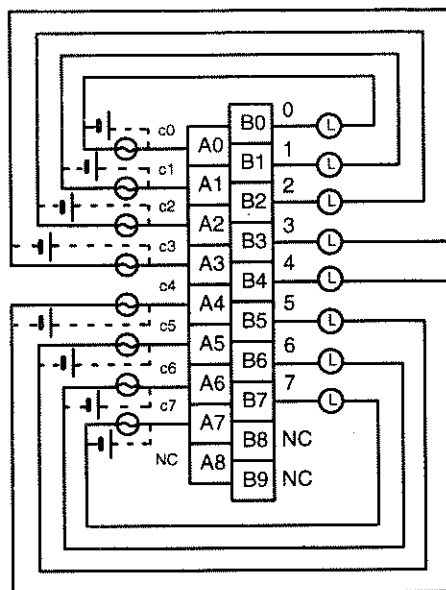 0
c0 A0 B0 L
1
c1 A1 B1 L
2
c2 A2 B2 L
3
c3 A3 B3 L
4
c4 A4 B4 L
5
c5 A5 B5 L
6
c6 A6 B6 L
7
c7 A7 B7 L
NC A8 B8 NC
B9 NC